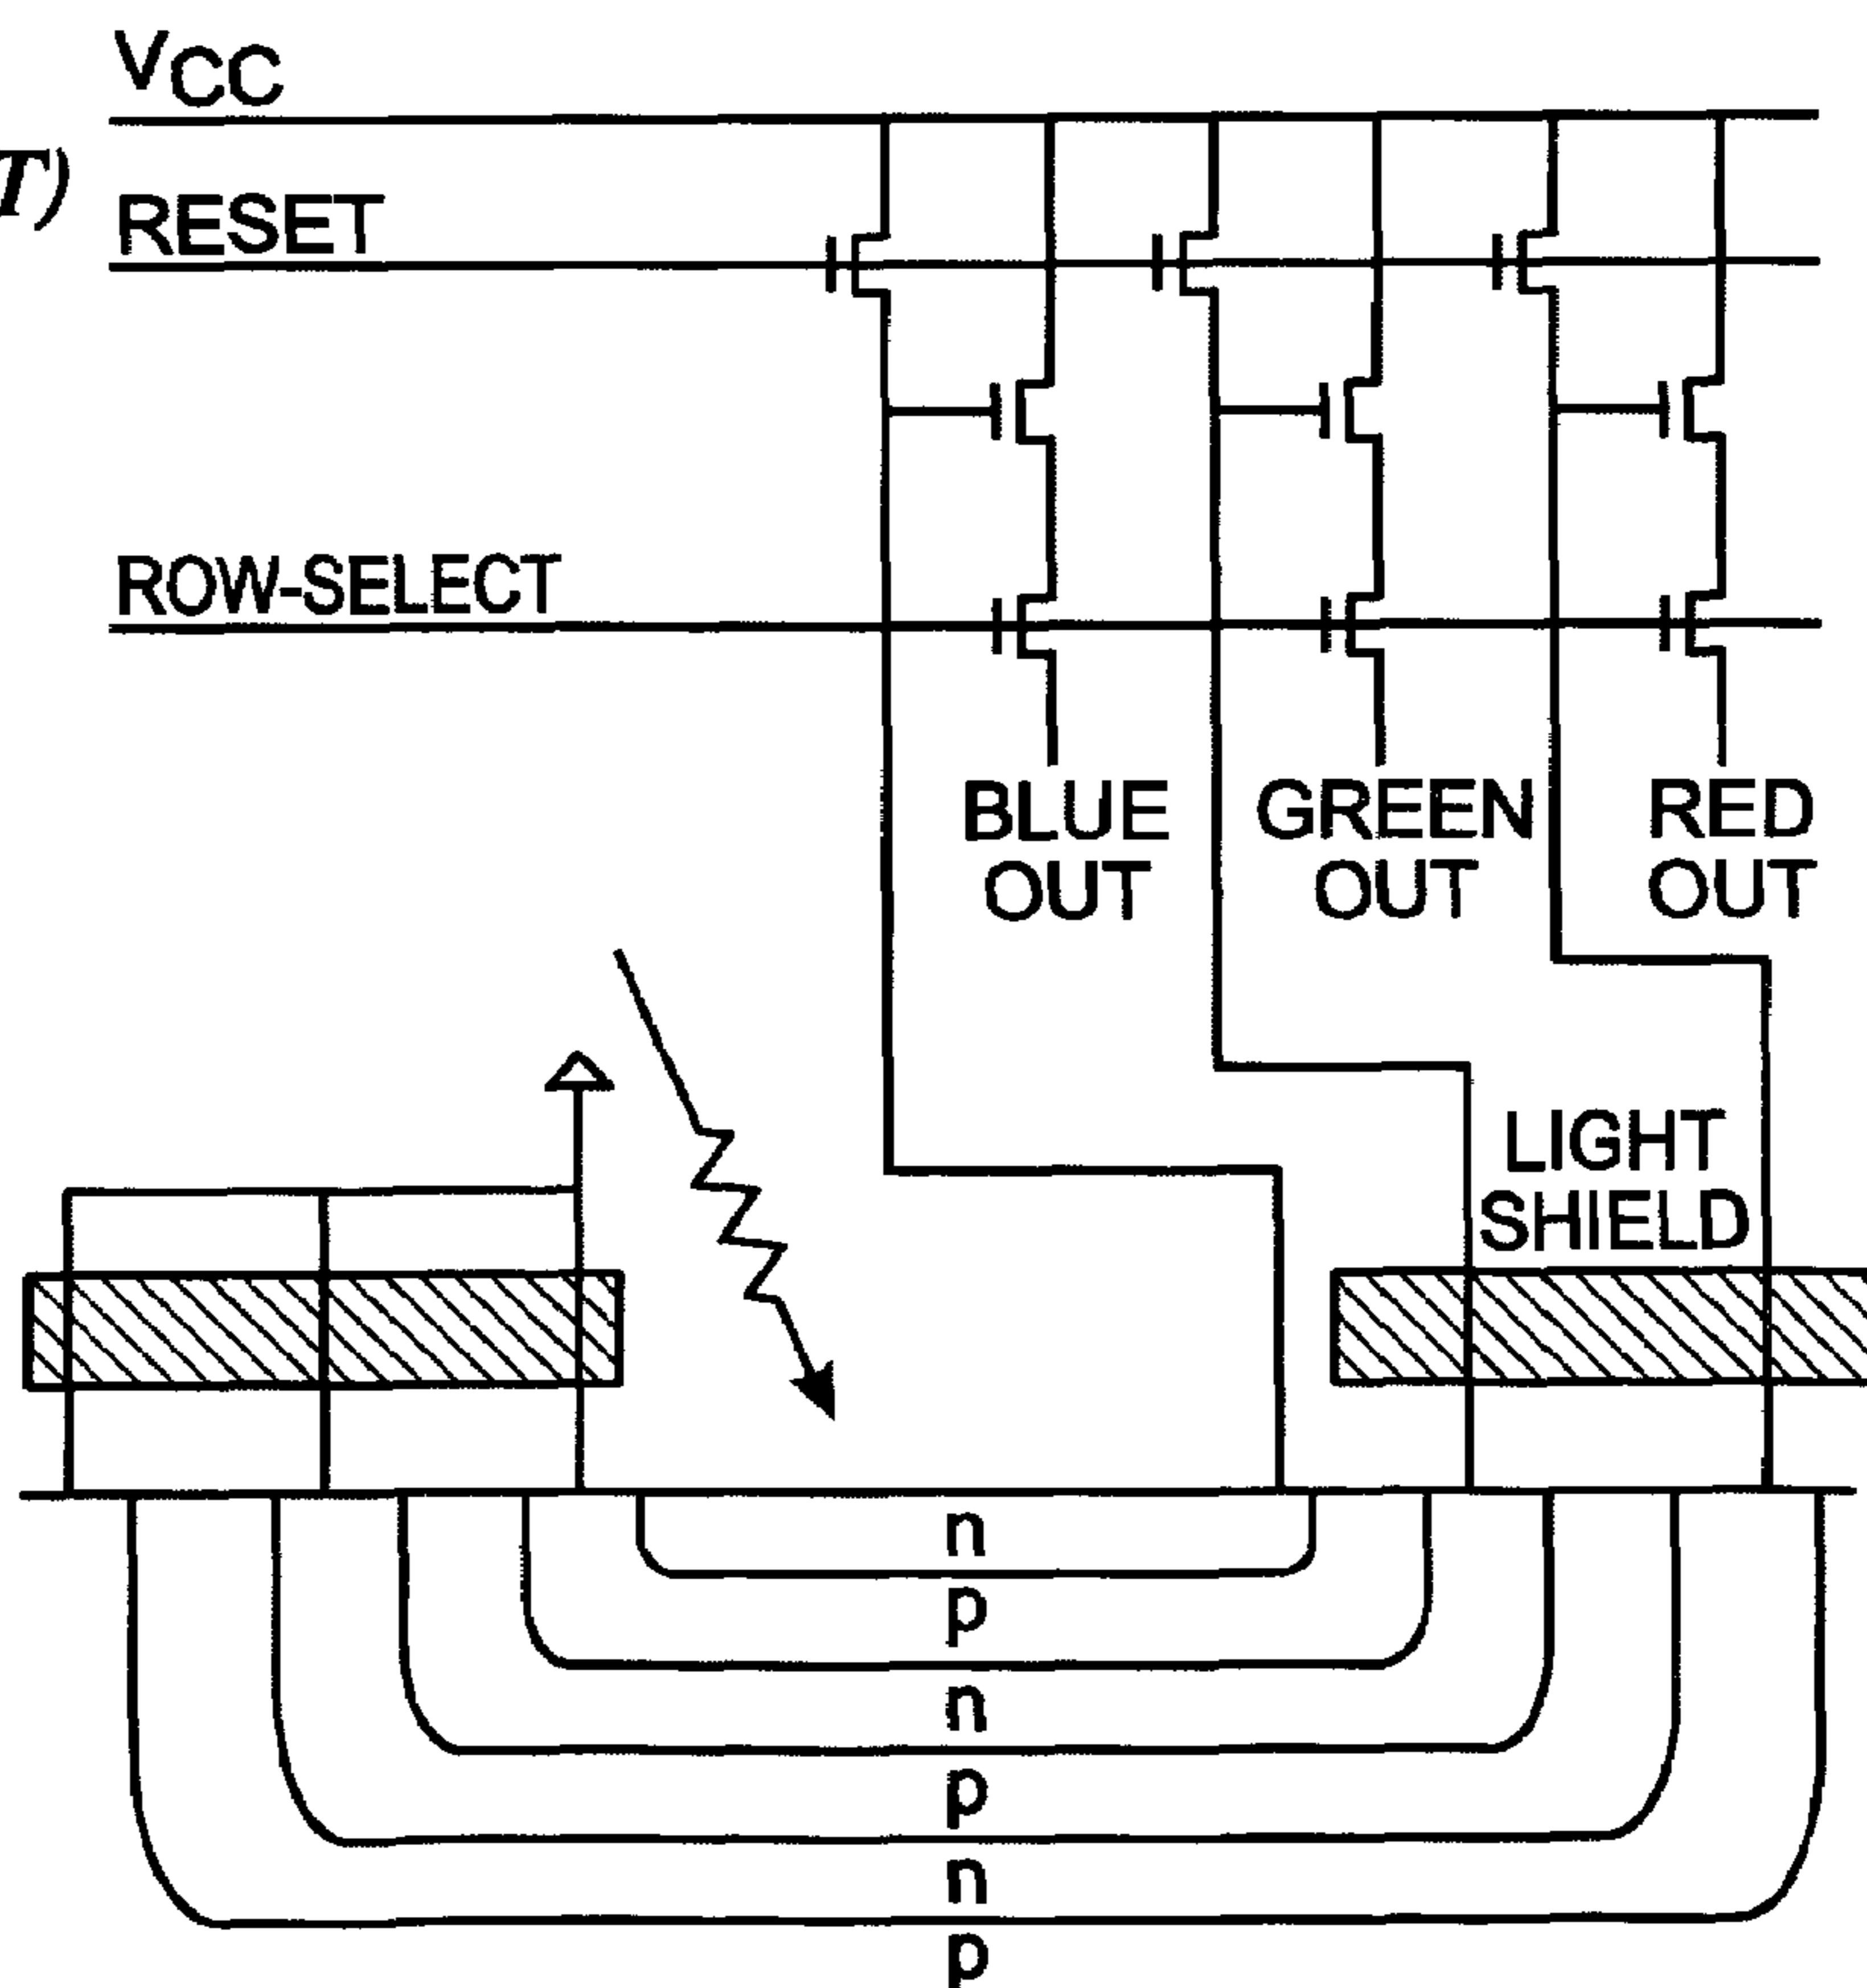 VCC
T)
RESET
ROW-SELECT
BLUE
OUT
GREEN
OUT
RED
OUT
LIGHT
SHIELD
n
p
n
p
n
p